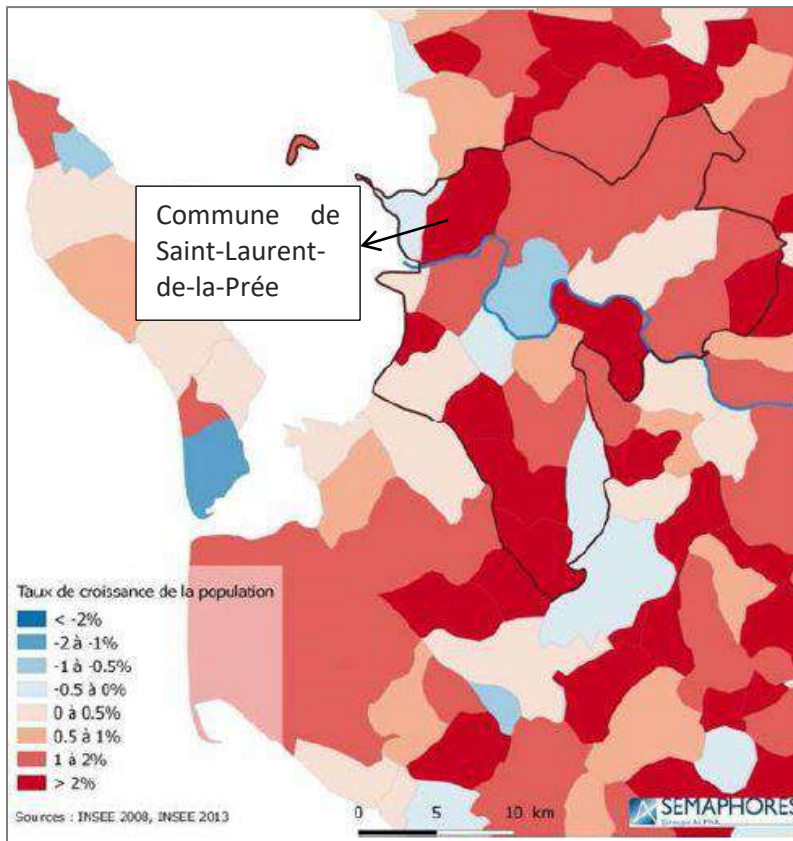 Commune de
Saint-Laurent-
de-la-Prée
Taux de croissance de la population
< -2%
-2 à -1%
-1 à -0.5%
-0.5 à 0%
0 à 0.5%
0.5 à 1%
1 à 2%
> 2%
Sources : INSEE 2008, INSEE 2013
0 5 10 km
SEMAPHORES
Groupe ALPHA